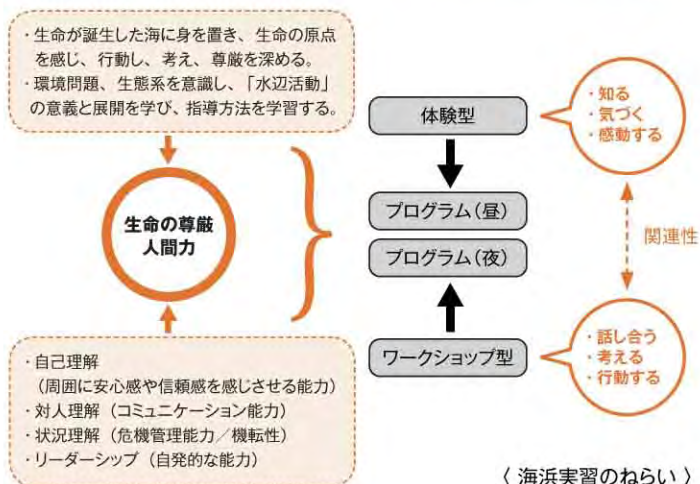 ・生命が誕生した海に身を置き、生命の原点
を感じ、行動し、考え、尊厳を深める。
・環境問題、生態系を意識し、「水辺活動」
の意義と展開を学び、指導方法を学習する。
生命の尊厳
人間力
・自己理解
（周囲に安心感や信頼感を感じさせる能力）
・対人理解（コミュニケーション能力）
・状況理解（危機管理能力／機転性）
・リーダーシップ（自発的な能力）
体験型
プログラム（昼）
プログラム（夜）
ワークショップ型
・知る
・気づく
・感動する
関連性
・話し合う
・考える
・行動する
〈 海浜実習のねらい 〉